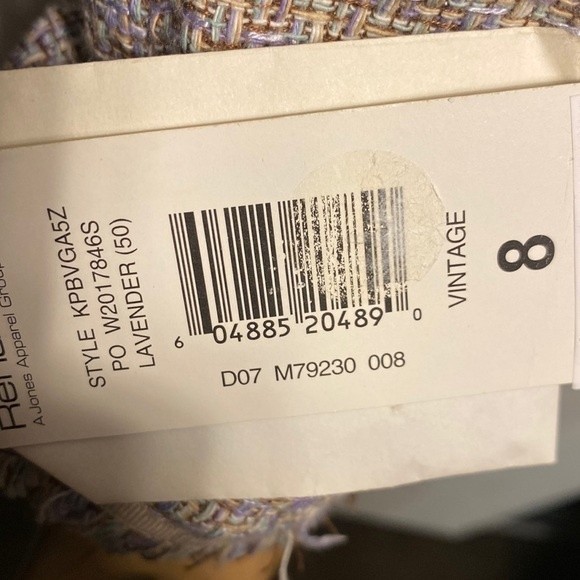 A Jones Apparel Group
STYLE KPBVGA5Z
PO W2017846S
LAVENDER (50)
6 04885 20489 0
D07 M79230 008
VINTAGE
8